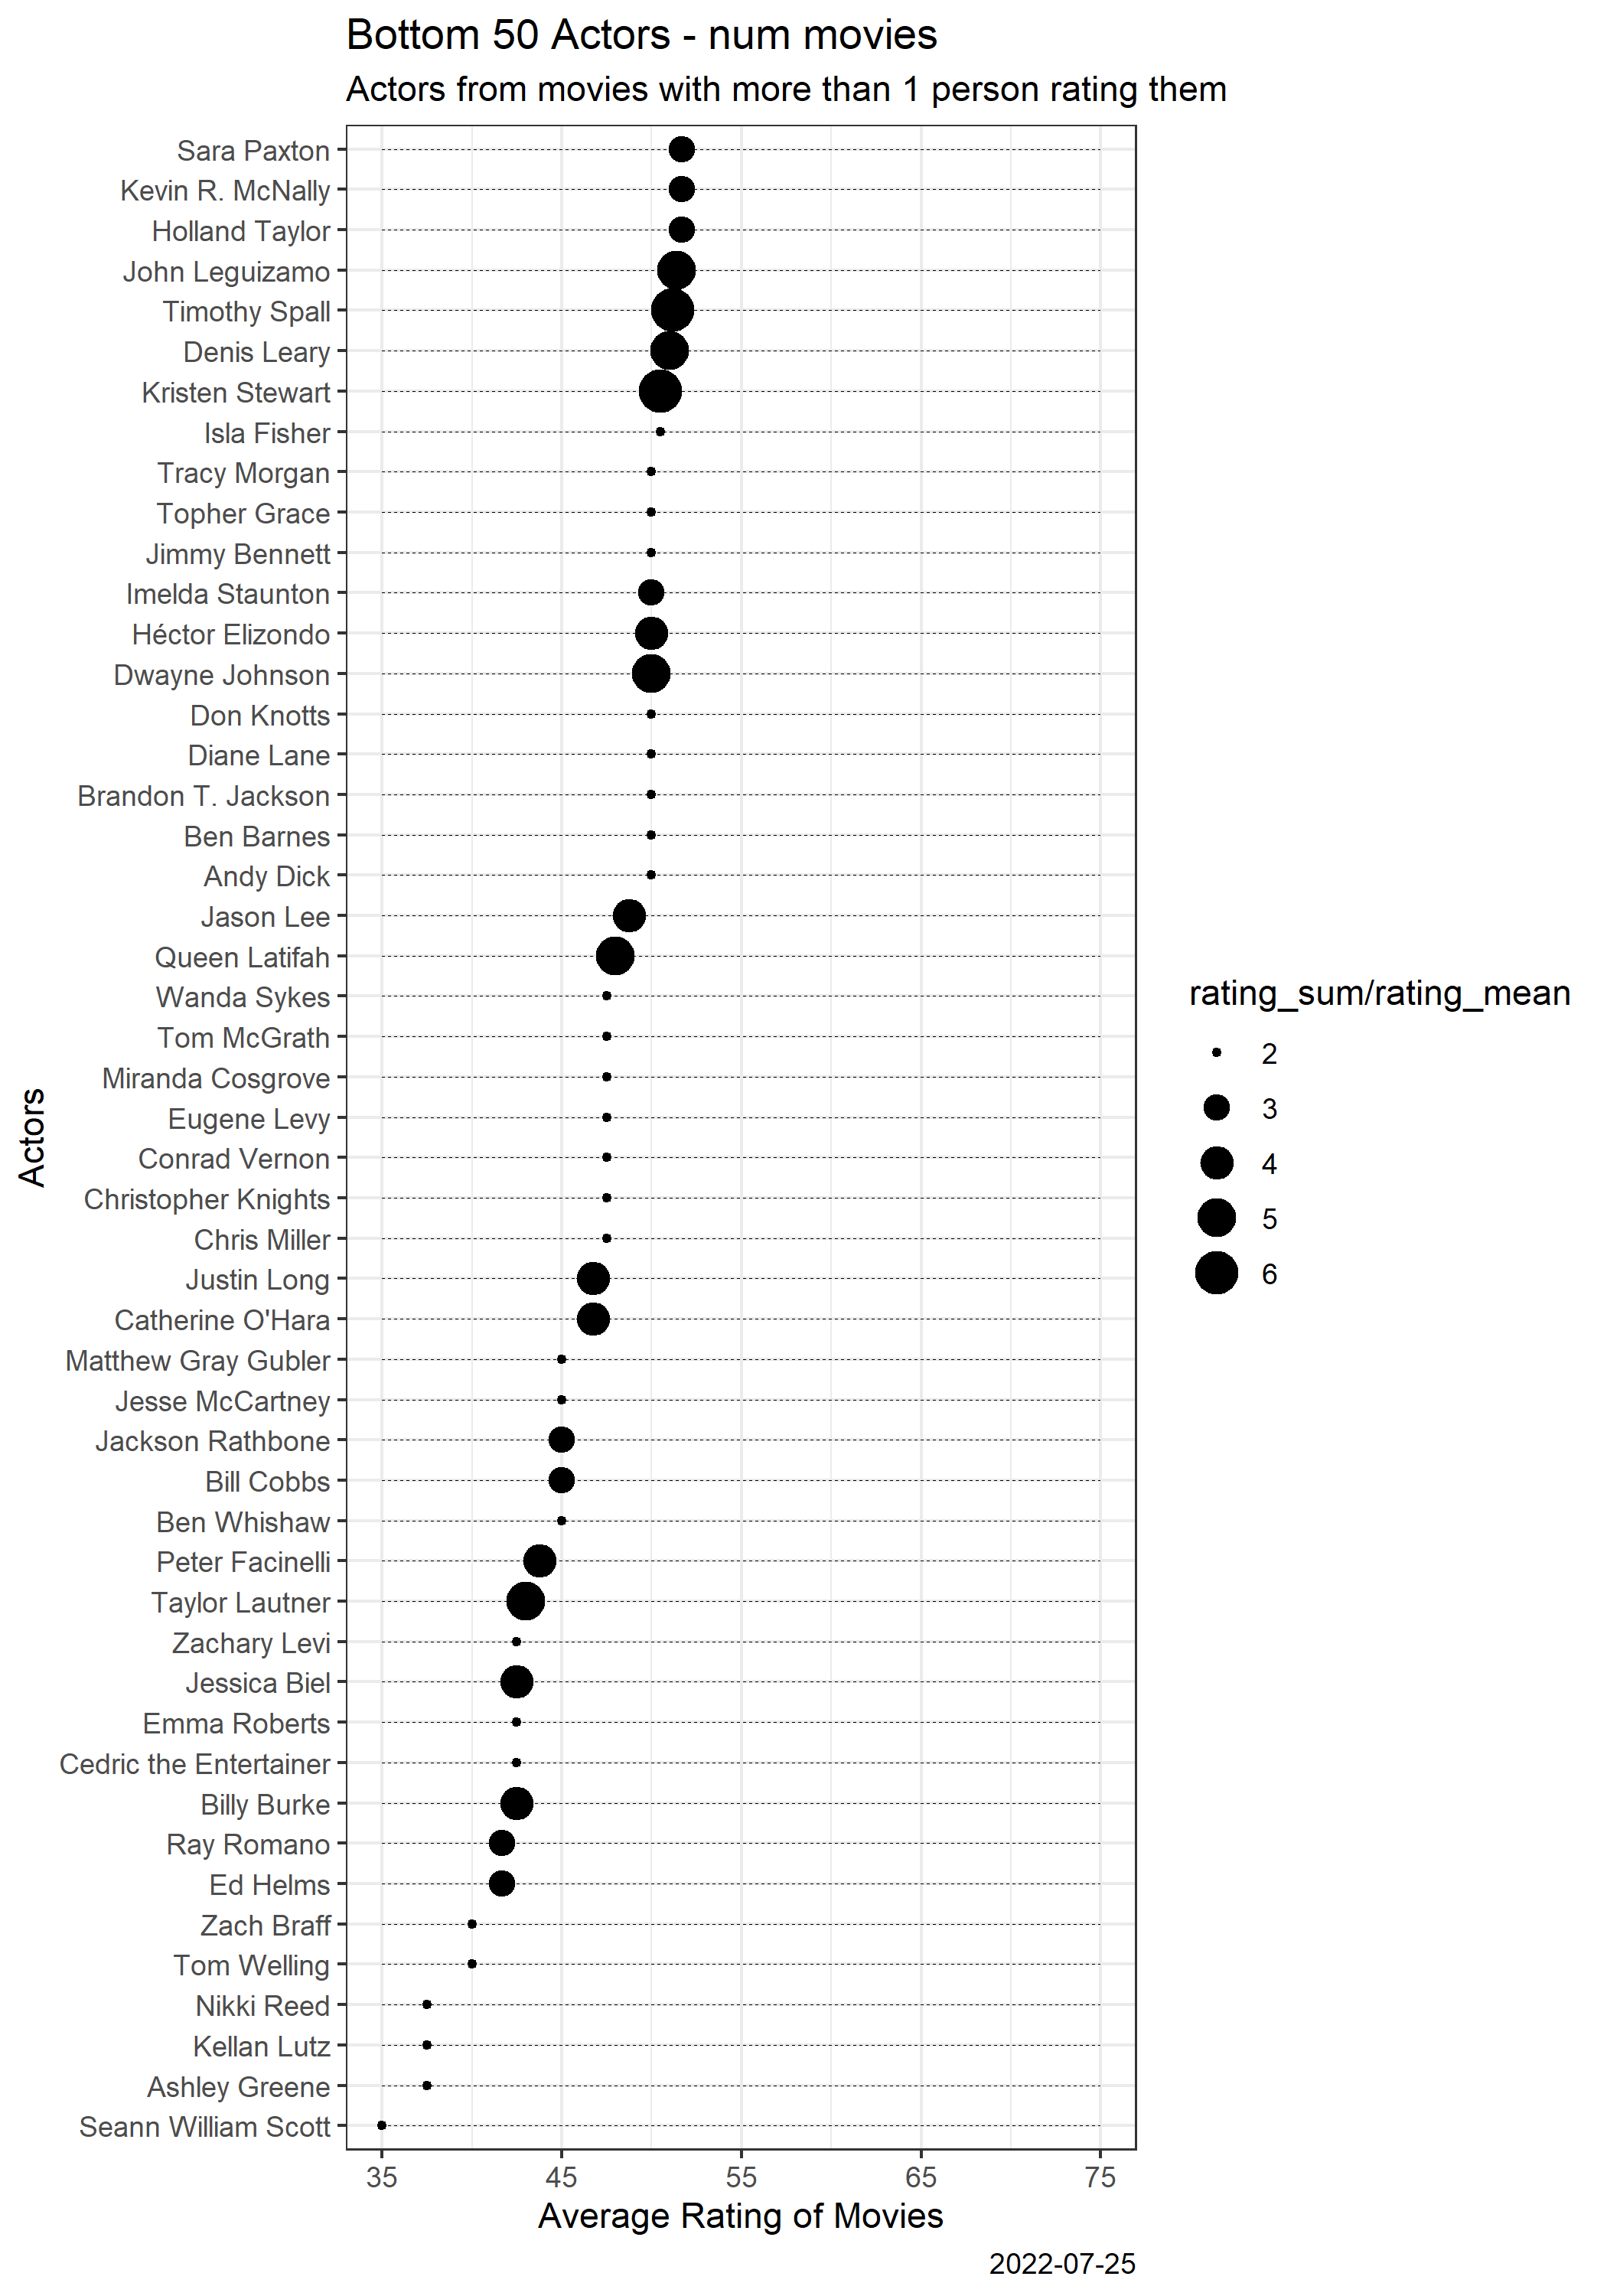 Bottom 50 Actors - num movies
Actors from movies with more than 1 person rating them
Sara Paxton
Kevin R. McNally
Holland Taylor
John Leguizamo
Timothy Spall
Denis Leary
Kristen Stewart
Isla Fisher
Tracy Morgan
Topher Grace
Jimmy Bennett
Imelda Staunton
Héctor Elizondo
Dwayne Johnson
Don Knotts
Diane Lane
Brandon T. Jackson
Ben Barnes
Andy Dick
Jason Lee
Queen Latifah
Wanda Sykes
Tom McGrath
Miranda Cosgrove
Eugene Levy
Conrad Vernon
Christopher Knights
Chris Miller
Justin Long
Catherine O'Hara
Matthew Gray Gubler
Jesse McCartney
Jackson Rathbone
Bill Cobbs
Ben Whishaw
Peter Facinelli
Taylor Lautner
Zachary Levi
Jessica Biel
Emma Roberts
Cedric the Entertainer
Billy Burke
Ray Romano
Ed Helms
Zach Braff
Tom Welling
Nikki Reed
Kellan Lutz
Ashley Greene
Seann William Scott
Actors
35 45 55 65 75
Average Rating of Movies
rating_sum/rating_mean
2
3
4
5
6
2022-07-25